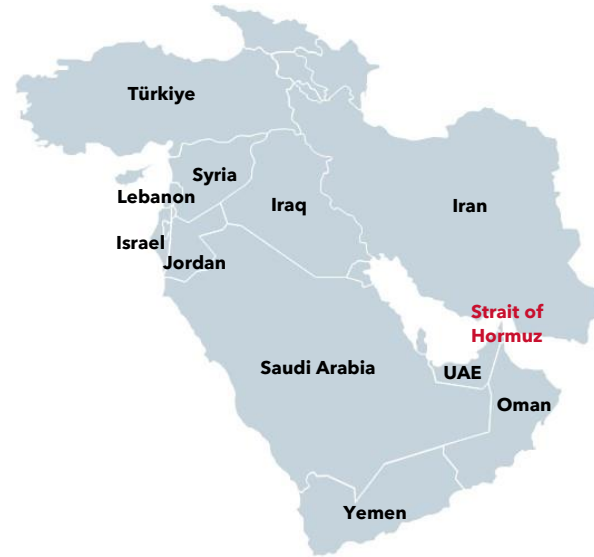 Türkiye
Syria
Lebanon
Iraq
Iran
Israel
Jordan
Strait of
Hormuz
Saudi Arabia
UAE
Oman
Yemen